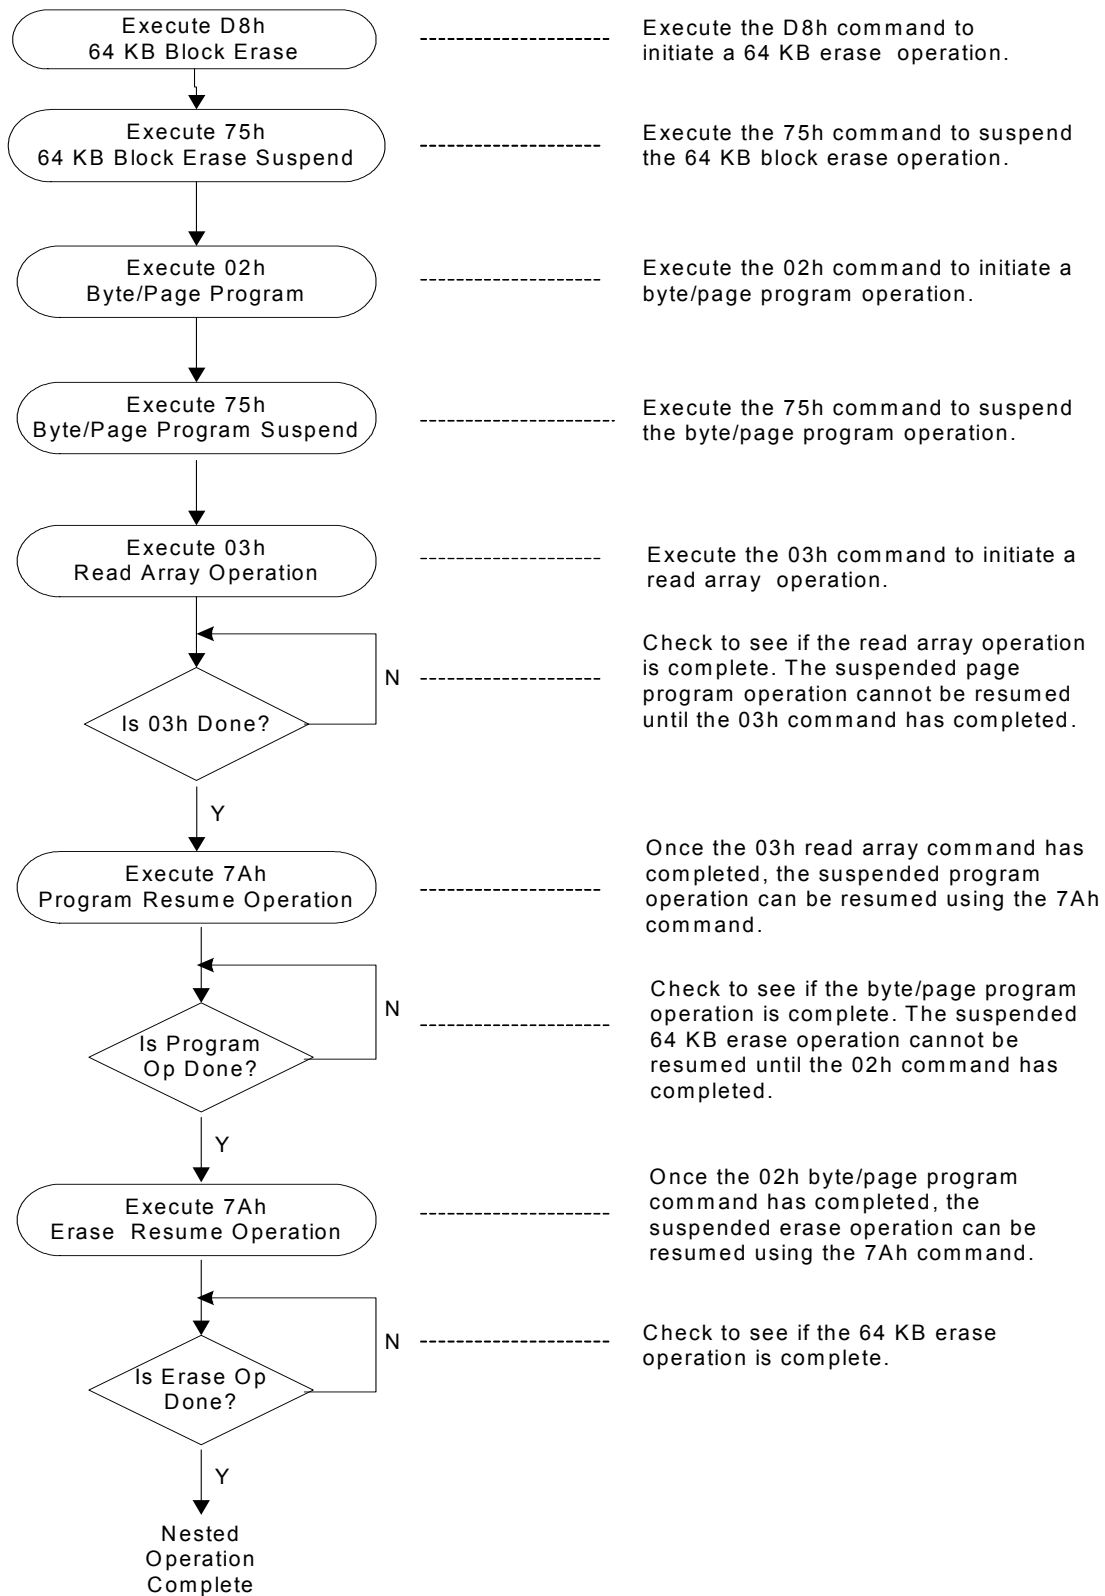 Execute D8h
64 KB Block Erase
Execute the D8h command to
initiate a 64 KB erase operation.
Execute 75h
64 KB Block Erase Suspend
Execute the 75h command to suspend
the 64 KB block erase operation.
Execute 02h
Byte/Page Program
Execute the 02h command to initiate a
byte/page program operation.
Execute 75h
Byte/Page Program Suspend
Execute the 75h command to suspend
the byte/page program operation.
Execute 03h
Read Array Operation
Execute the 03h command to initiate a
read array operation.
Is 03h Done?
N
Check to see if the read array operation
is complete. The suspended page
program operation cannot be resumed
until the 03h command has completed.
Y
Execute 7Ah
Program Resume Operation
Once the 03h read array command has
completed, the suspended program
operation can be resumed using the 7Ah
command.
Is Program
Op Done?
N
Check to see if the byte/page program
operation is complete. The suspended
64 KB erase operation cannot be
resumed until the 02h command has
completed.
Y
Execute 7Ah
Erase Resume Operation
Once the 02h byte/page program
command has completed, the
suspended erase operation can be
resumed using the 7Ah command.
Is Erase Op
Done?
N
Check to see if the 64 KB erase
operation is complete.
Y
Nested
Operation
Complete